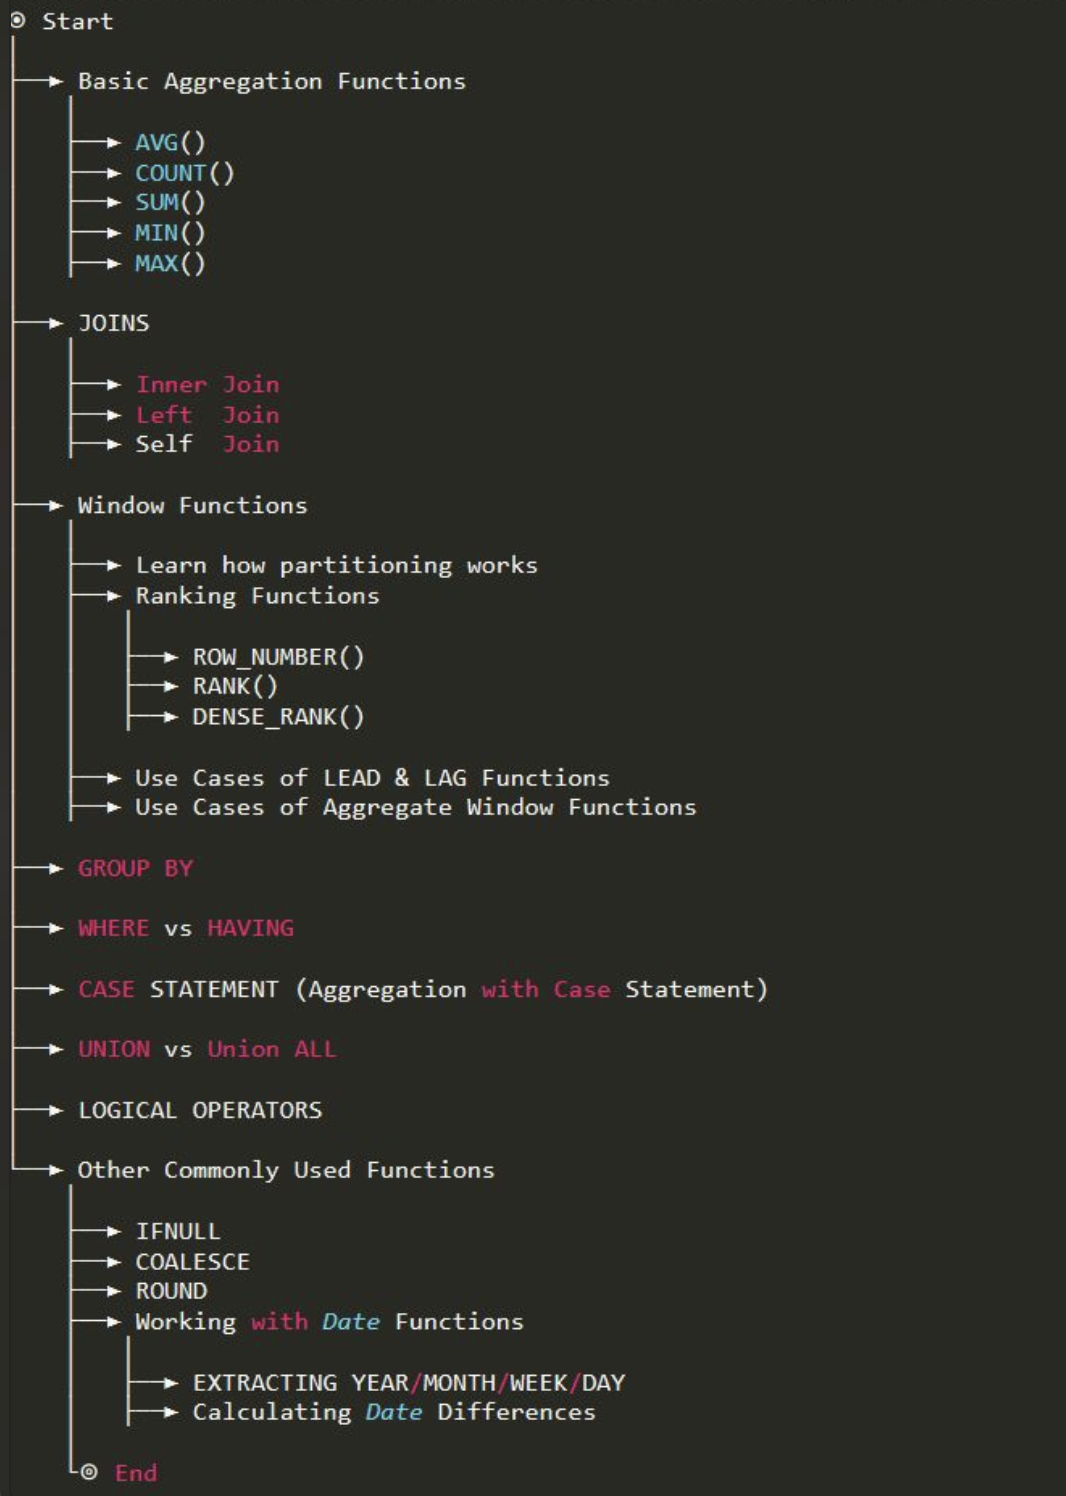 Start
Basic Aggregation Functions
AVG()
COUNT()
SUM()
MIN()
MAX()
JOINS
Inner Join
Left  Join
Self  Join
Window Functions
Learn how partitioning works
Ranking Functions
ROW_NUMBER()
RANK()
DENSE_RANK()
Use Cases of LEAD & LAG Functions
Use Cases of Aggregate Window Functions
GROUP BY
WHERE vs HAVING
CASE STATEMENT (Aggregation with Case Statement)
UNION vs Union ALL
LOGICAL OPERATORS
Other Commonly Used Functions
IFNULL
COALESCE
ROUND
Working with Date Functions
EXTRACTING YEAR/MONTH/WEEK/DAY
Calculating Date Differences
End